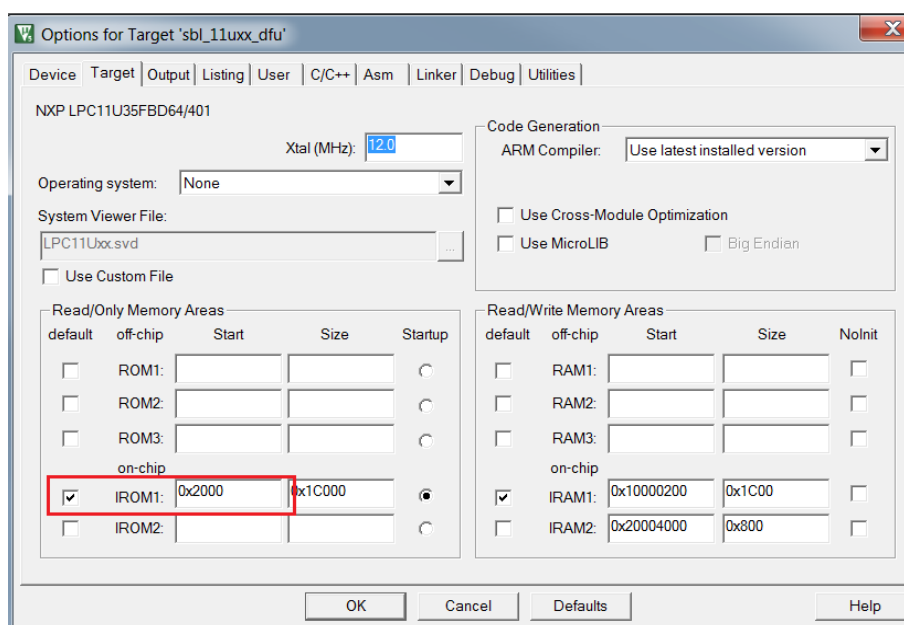 Options for Target 'sbl_11uxx_dfu'
Device Target Output Listing User C/C++ Asm Linker Debug Utilities
NXP LPC11U35FBD64/401
Xtal (MHz): 12.0
Operating system: None
System Viewer File:
LPC11Uxx.svd ...
Use Custom File
Code Generation
ARM Compiler: Use latest installed version
Use Cross-Module Optimization
Use MicroLIB Big Endian
Read/Only Memory Areas
default off-chip Start Size Startup
ROM1:
ROM2:
ROM3:
on-chip
IROM1: 0x2000 0x1C000
IROM2:
Read/Write Memory Areas
default off-chip Start Size NoInit
RAM1:
RAM2:
RAM3:
on-chip
IRAM1: 0x10000200 0x1C00
IRAM2: 0x20004000 0x800
OK Cancel Defaults Help